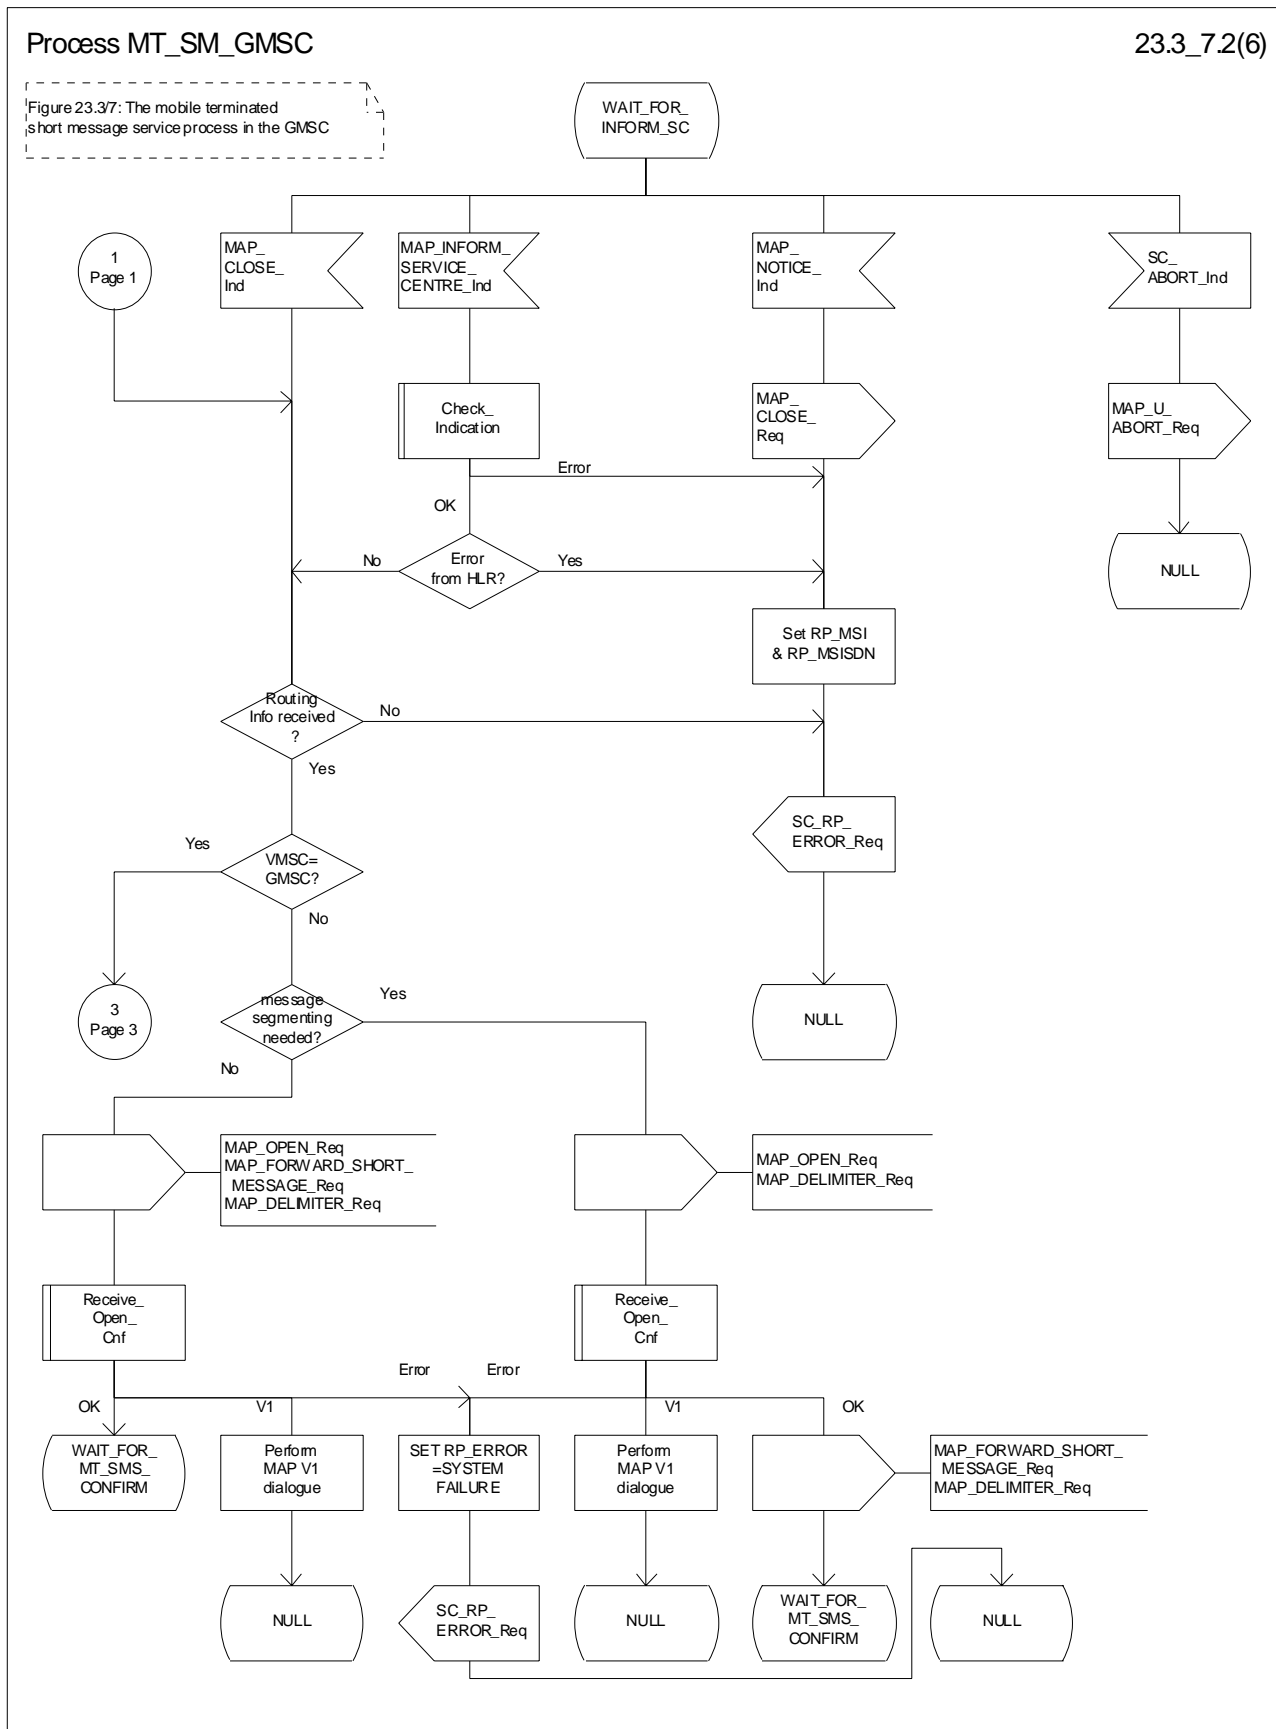 Process MT_SM_GMSC
23.3_7.2(6)
Figure 23.3/7: The mobile terminated
short message service process in the GMSC
WAIT_FOR_
INFORM_SC
1
Page 1
MAP_
CLOSE_
Ind
MAP_INFORM_
SERVICE_
CENTRE_Ind
MAP_
NOTICE_
Ind
SC_
ABORT_Ind
Check_
Indication
MAP_
CLOSE_
Req
MAP_U_
ABORT_Req
Error
OK
No
Error
from HLR?
Yes
NULL
Set RP_MSI
& RP_MSISDN
Routing
Info received
?
No
Yes
SC_RP_
ERROR_Req
Yes
VMSC=
GMSC?
No
3
Page 3
message
segmenting
needed?
Yes
NULL
No
MAP_OPEN_Req
MAP_FORWARD_SHORT_
MESSAGE_Req
MAP_DELIMITER_Req
MAP_OPEN_Req
MAP_DELIMITER_Req
Receive_
Open_
Cnf
Receive_
Open_
Cnf
Error
Error
OK
V1
V1
OK
WAIT_FOR_
MT_SMS_
CONFIRM
Perform
MAP V1
dialogue
SET RP_ERROR
=SYSTEM
FAILURE
Perform
MAP V1
dialogue
MAP_FORWARD_SHORT_
MESSAGE_Req
MAP_DELIMITER_Req
NULL
SC_RP_
ERROR_Req
NULL
WAIT_FOR_
MT_SMS_
CONFIRM
NULL